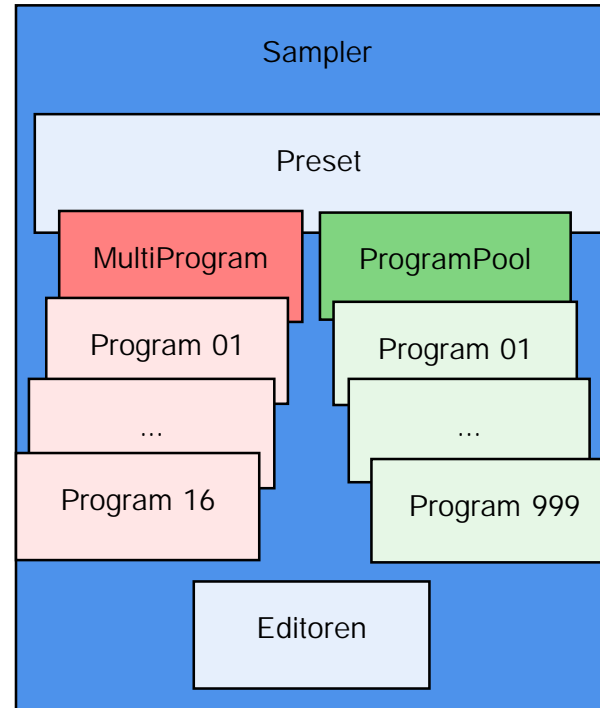 Sampler
Preset
MultiProgram
ProgramPool
Program 01
Program 01
...
...
Program 16
Program 999
Editoren